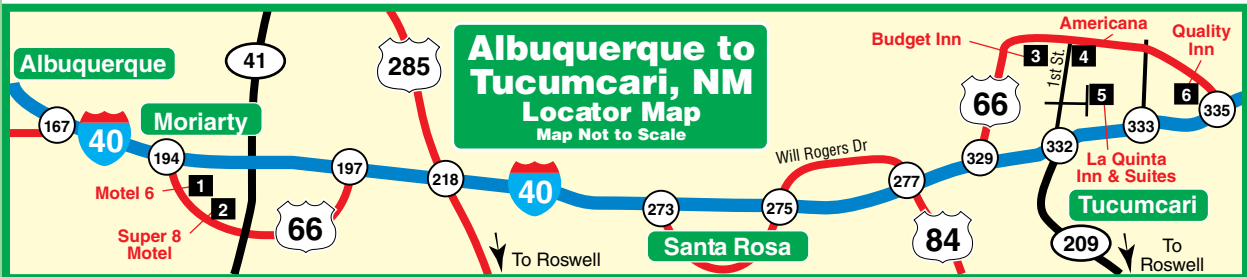 Albuquerque to
Tucumcari, NM
Locator Map
Map Not to Scale
Albuquerque
167
40
Moriarty
194
Motel 6
1
2
Super 8
Motel
66
41
197
285
218
To Roswell
40
273
Santa Rosa
275
Will Rogers Dr
277
84
329
66
Budget Inn
3
1st St.
4
Americana
Quality
Inn
6
5
La Quinta
Inn & Suites
332
333
335
Tucumcari
209
To
Roswell